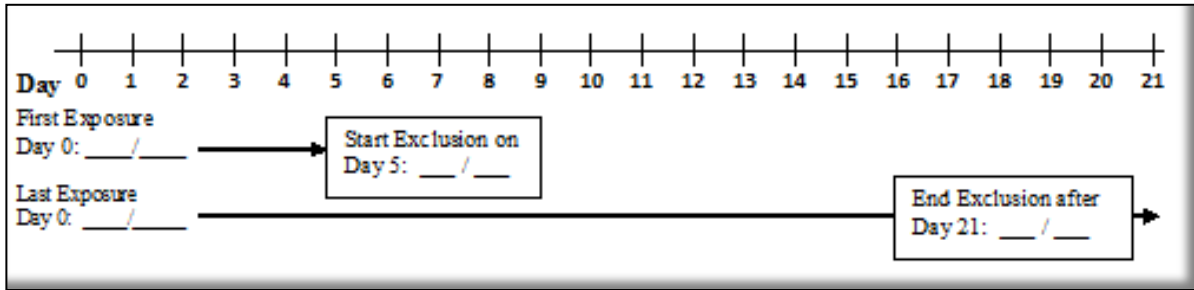 Day 0 1 2 3 4 5 6 7 8 9 10 11 12 13 14 15 16 17 18 19 20 21
First Exposure
Day 0: ____/____
Start Exclusion on
Day 5: ___ / ___
Last Exposure
Day 0: ____/____
End Exclusion after
Day 21: ___ / ___